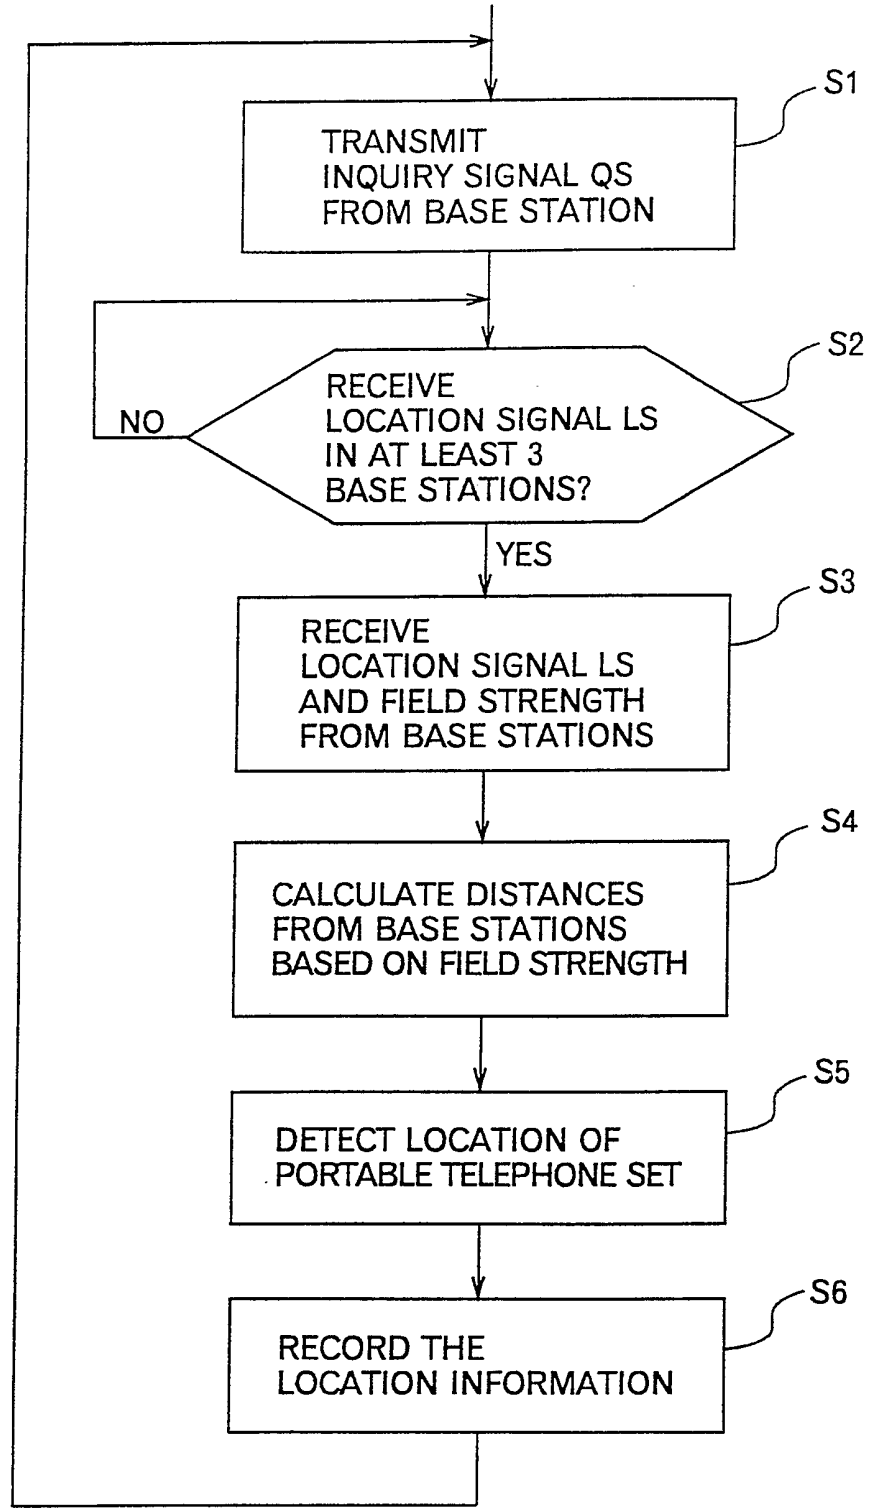 S1
TRANSMIT
INQUIRY SIGNAL QS
FROM BASE STATION
S2
RECEIVE
LOCATION SIGNAL LS
IN AT LEAST 3
BASE STATIONS?
NO
YES
S3
RECEIVE
LOCATION SIGNAL LS
AND FIELD STRENGTH
FROM BASE STATIONS
S4
CALCULATE DISTANCES
FROM BASE STATIONS
BASED ON FIELD STRENGTH
S5
DETECT LOCATION OF
PORTABLE TELEPHONE SET
S6
RECORD THE
LOCATION INFORMATION